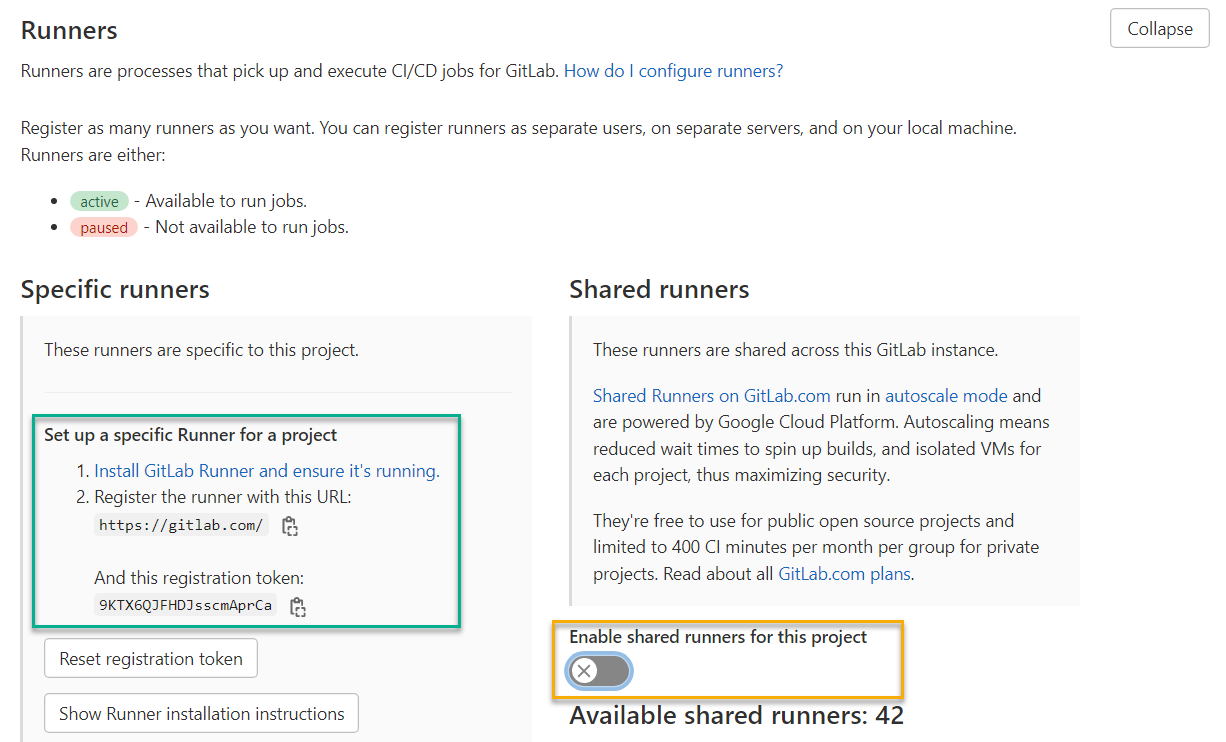 Runners
Collapse
Runners are processes that pick up and execute CI/CD jobs for GitLab. How do I configure runners?
Register as many runners as you want. You can register runners as separate users, on separate servers, and on your local machine.
Runners are either:
active - Available to run jobs.
paused - Not available to run jobs.
Specific runners
These runners are specific to this project.
Set up a specific Runner for a project
1. Install GitLab Runner and ensure it's running.
2. Register the runner with this URL:
https://gitlab.com/
And this registration token:
9KTX6QJFHDJsscmAprCa
Reset registration token
Show Runner installation instructions
Shared runners
These runners are shared across this GitLab instance.
Shared Runners on GitLab.com run in autoscale mode and
are powered by Google Cloud Platform. Autoscaling means
reduced wait times to spin up builds, and isolated VMs for
each project, thus maximizing security.
They're free to use for public open source projects and
limited to 400 CI minutes per month per group for private
projects. Read about all GitLab.com plans.
Enable shared runners for this project
Available shared runners: 42